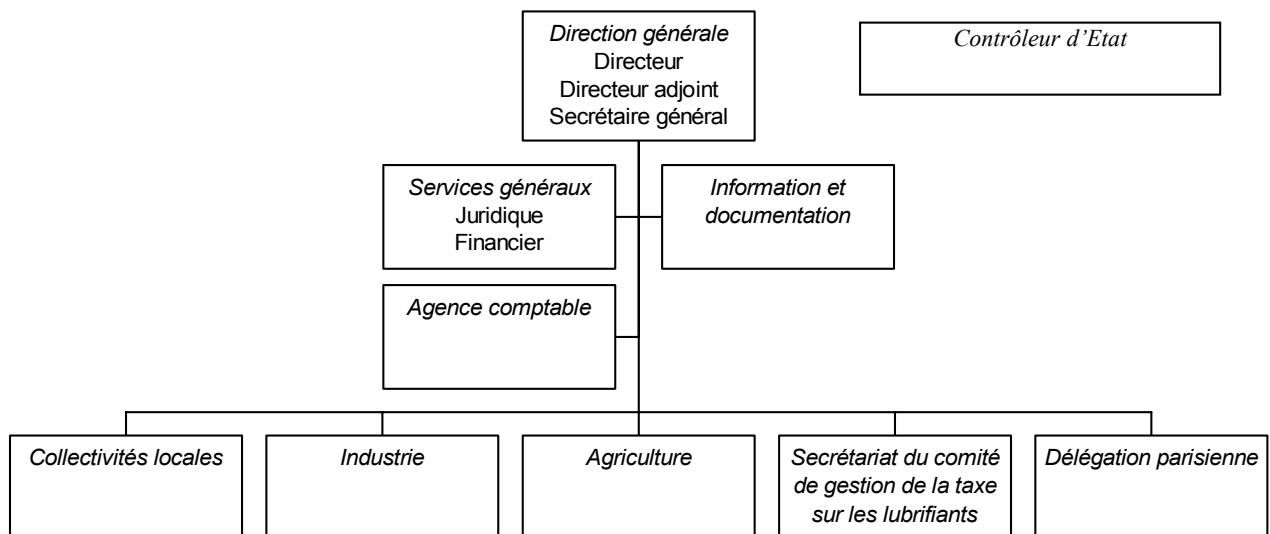 Direction générale
Directeur
Directeur adjoint
Secrétaire général
Contrôleur d’Etat
Services généraux
Juridique
Financier
Information et
documentation
Agence comptable
Collectivités locales
Industrie
Agriculture
Secrétariat du comité
de gestion de la taxe
sur les lubrifiants
Délégation parisienne